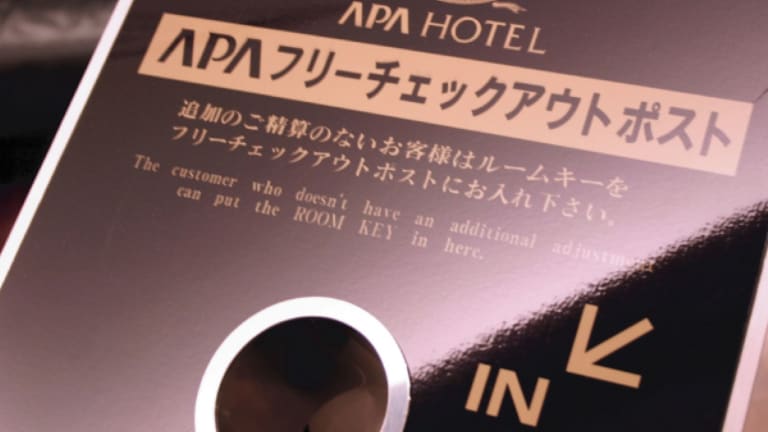 APA HOTEL
APAフリーチェックアウトポスト
追加のご精算のないお客様はルームキーを
フリーチェックアウトポストにお入れ下さい。
The customer who doesn't have an additional adjustment
can put the ROOM KEY in here.
IN